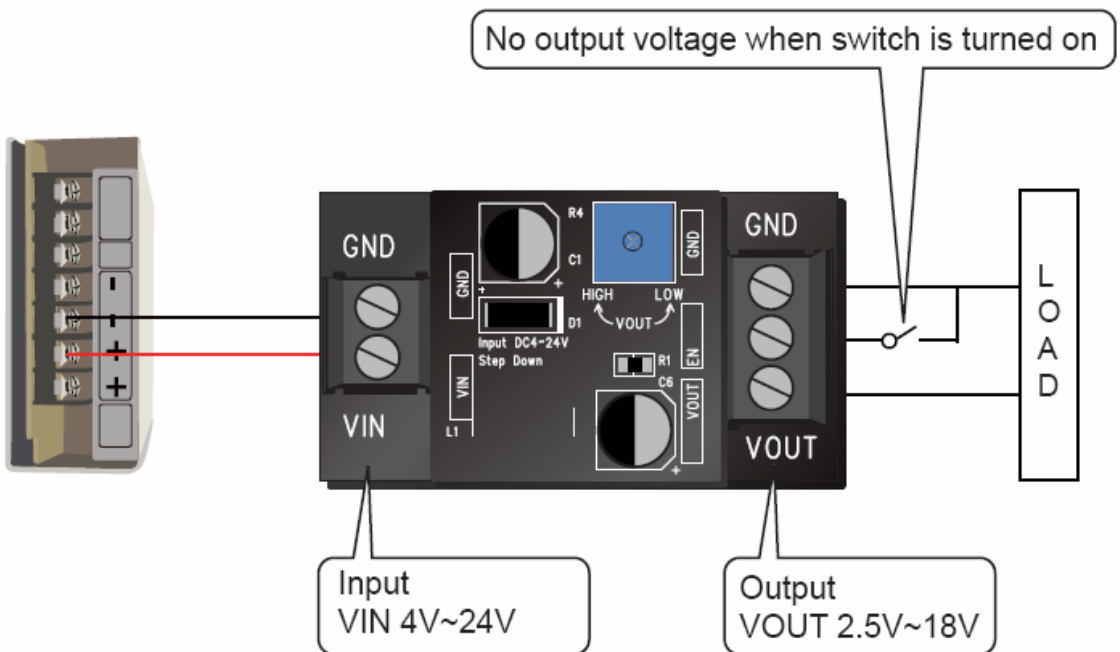 No output voltage when switch is turned on
-
-
+
+
GND
VIN
GND
VIN
L1
R4
C1
+
+
D1
Input DC4-24V
Step Down
HIGH LOW
VOUT
GND
EN
R1
C6
VOUT
+
GND
VOUT
LOAD
Input
VIN 4V~24V
Output
VOUT 2.5V~18V